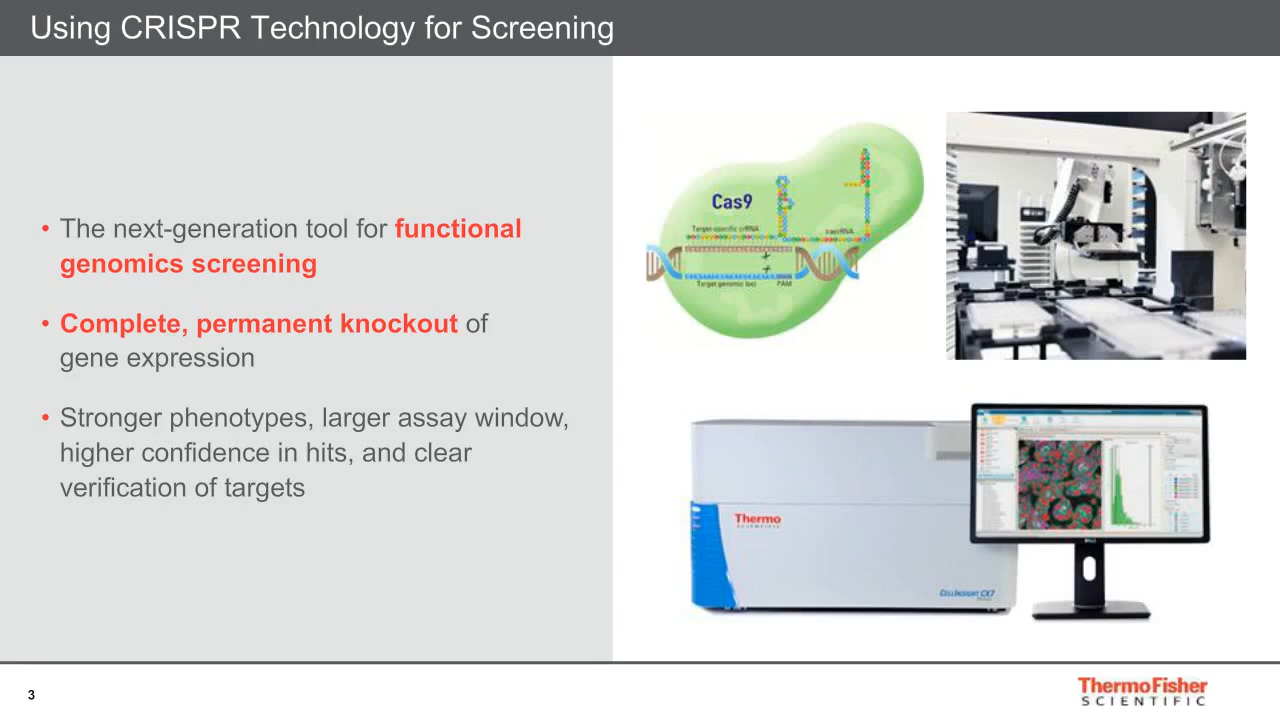 Using CRISPR Technology for Screening
• The next-generation tool for functional
genomics screening
• Complete, permanent knockout of
gene expression
• Stronger phenotypes, larger assay window,
higher confidence in hits, and clear
verification of targets
Cas9
Target-specific crRNA
tracrRNA
Target genomic loci
PAM
Thermo
SCIENTIFIC
CELLINSIGHT CX7
DELL
3
ThermoFisher
SCIENTIFIC